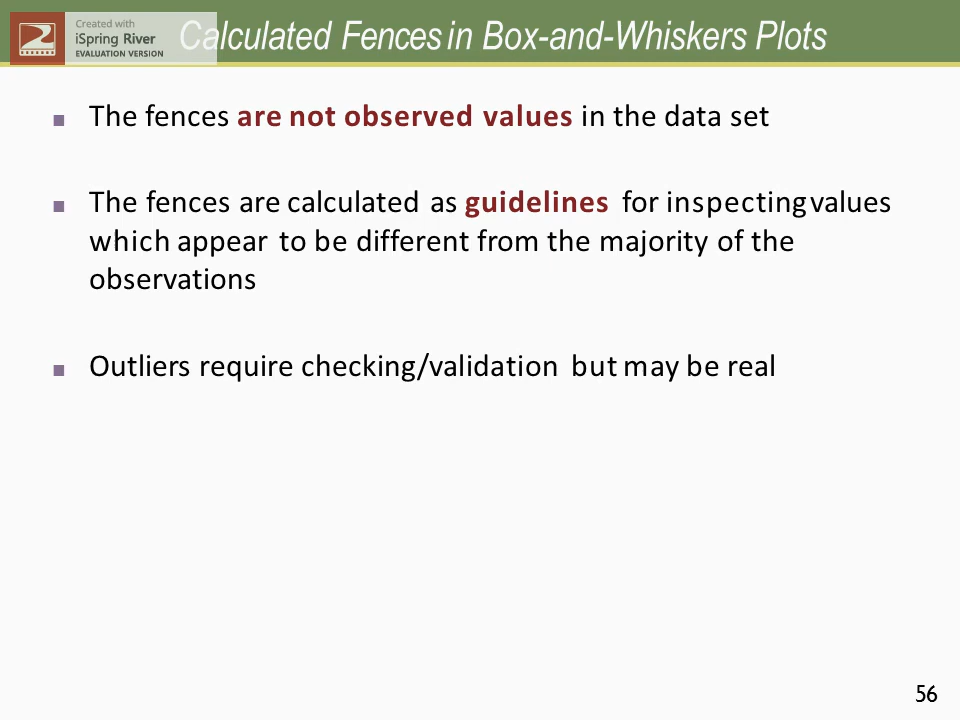 Created with
iSpring River
EVALUATION VERSION
Calculated Fences in Box-and-Whiskers Plots
The fences are not observed values in the data set
The fences are calculated as guidelines for inspecting values
which appear to be different from the majority of the
observations
Outliers require checking/validation but may be real
56